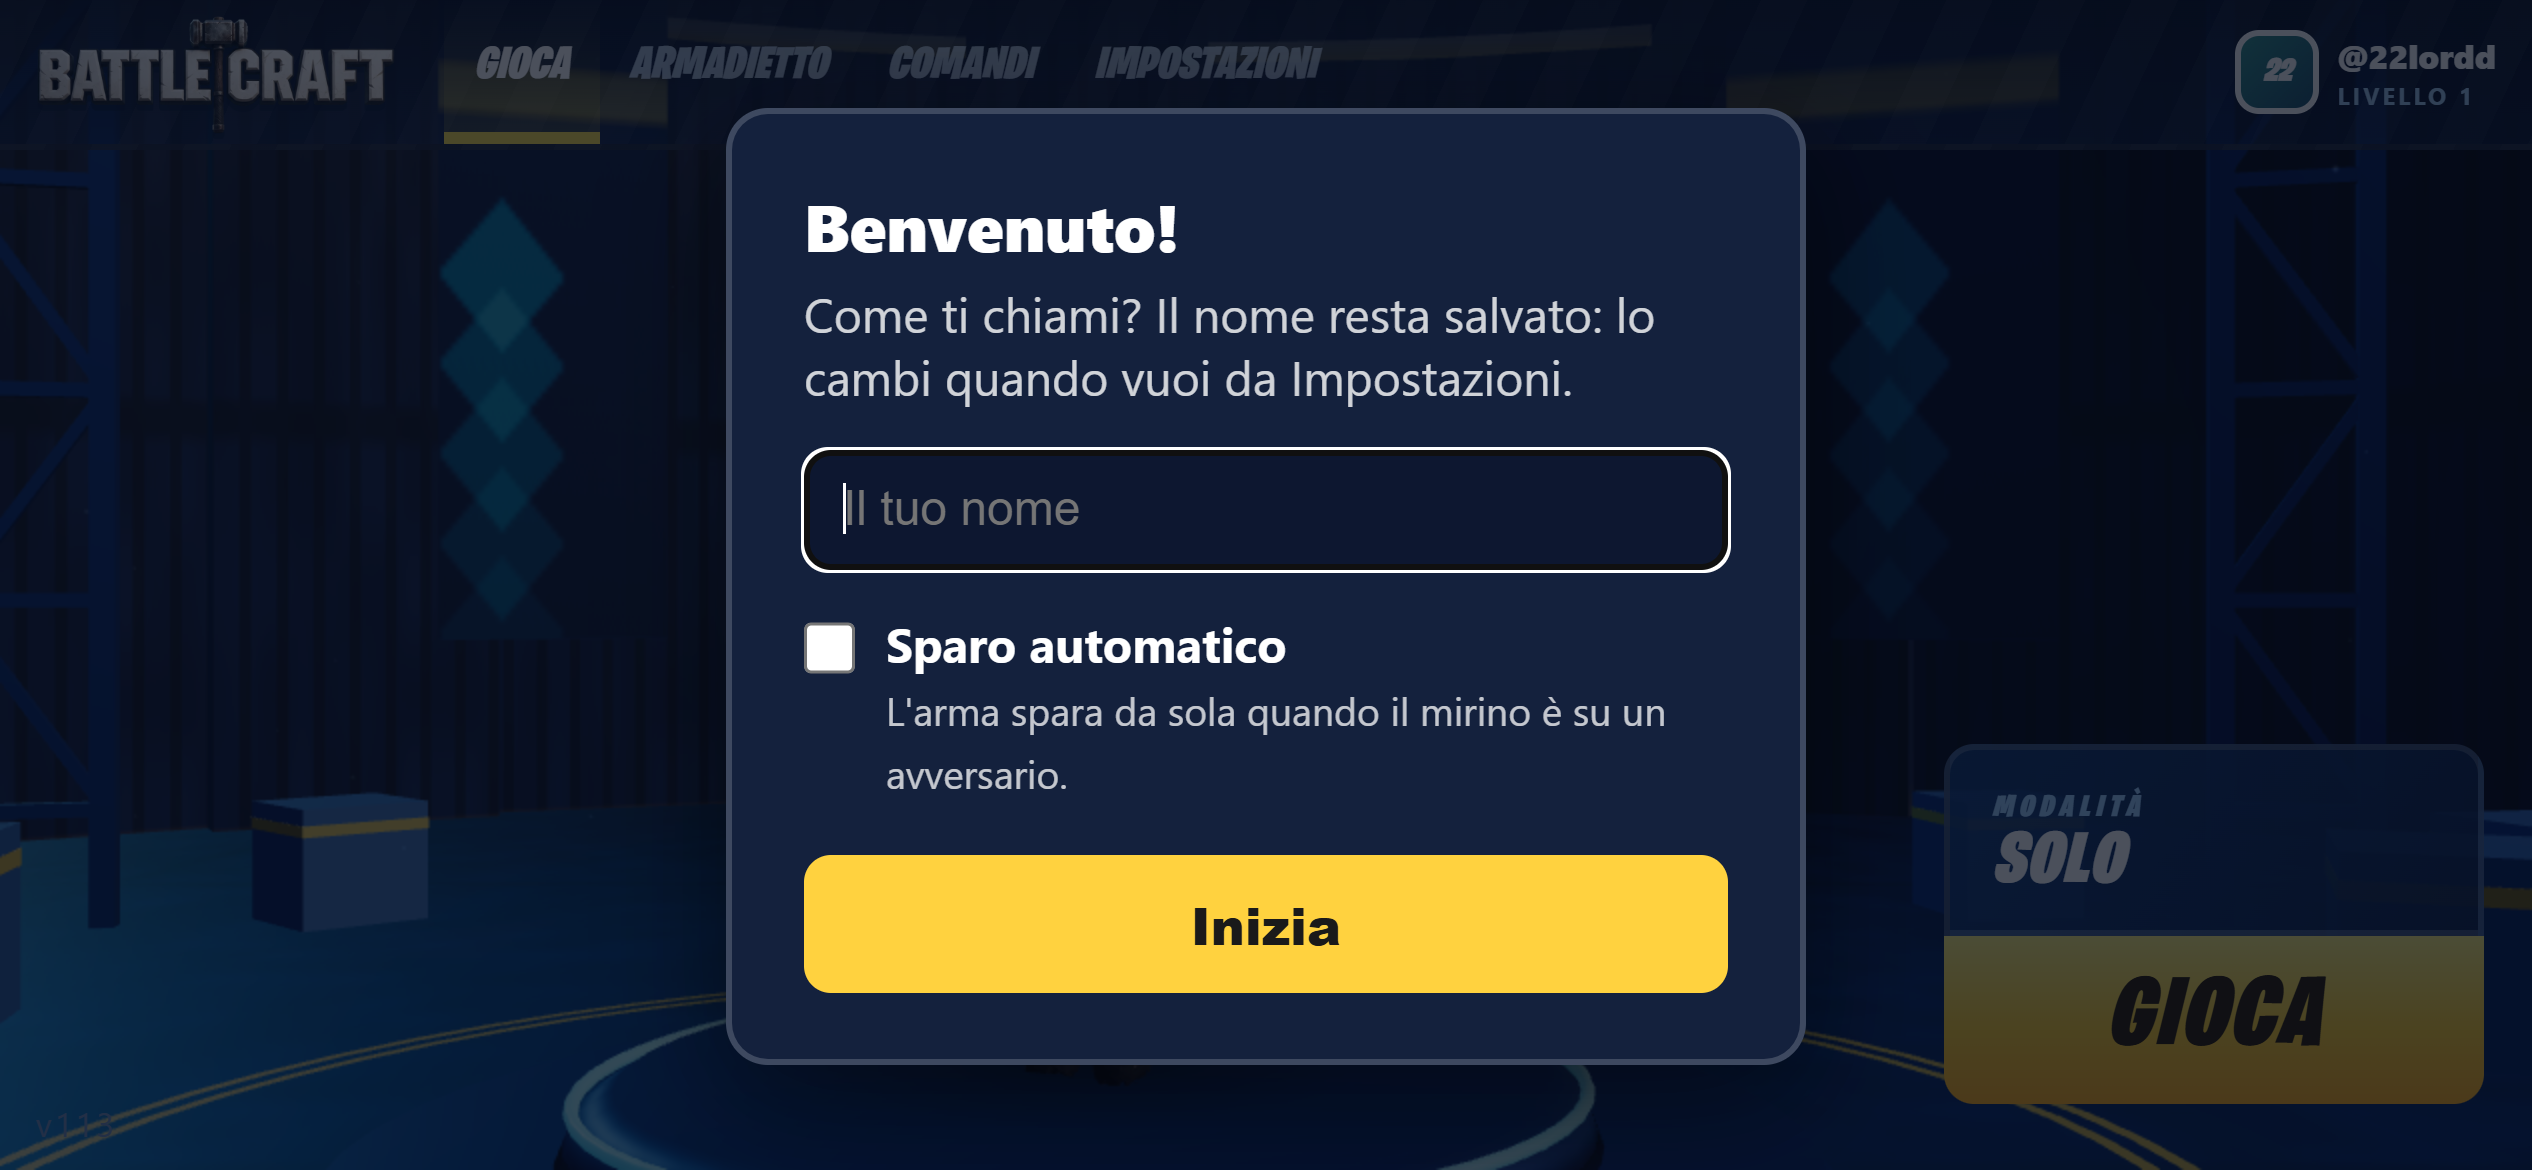 BATTLE CRAFT
GIOCA
ARMADIETTO
COMANDI
IMPOSTAZIONI
22
@22lordd
LIVELLO 1
Benvenuto!
Come ti chiami? Il nome resta salvato: lo
cambi quando vuoi da Impostazioni.
Il tuo nome
Sparo automatico
L'arma spara da sola quando il mirino è su un
avversario.
Inizia
MODALITÀ
SOLO
GIOCA
v113